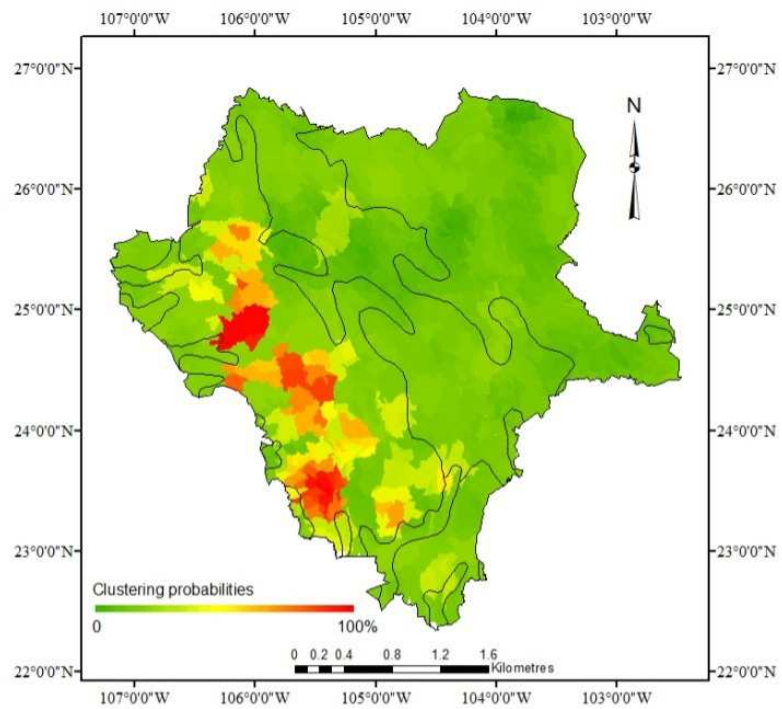 107°0'0"W 106°0'0"W 105°0'0"W 104°0'0"W 103°0'0"W
27°0'0"N 27°0'0"N
N
26°0'0"N 26°0'0"N
25°0'0"N 25°0'0"N
24°0'0"N 24°0'0"N
23°0'0"N 23°0'0"N
Clustering probabilities
0 100%
0 0.2 0.4 0.8 1.2 1.6
Kilometres
22°0'0"N 22°0'0"N
107°0'0"W 106°0'0"W 105°0'0"W 104°0'0"W 103°0'0"W